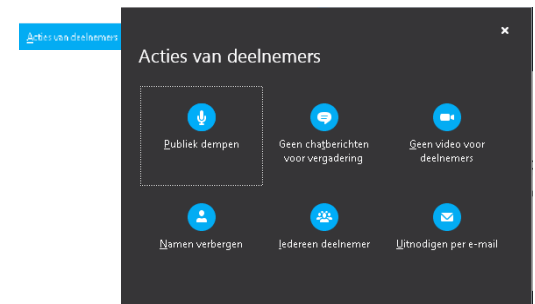 Acties van deelnemers
Acties van deelnemers
Publiek dempen
Geen chatberichten
voor vergadering
Geen video voor
deelnemers
Namen verbergen
Iedereen deelnemer
Uitnodigen per e-mail